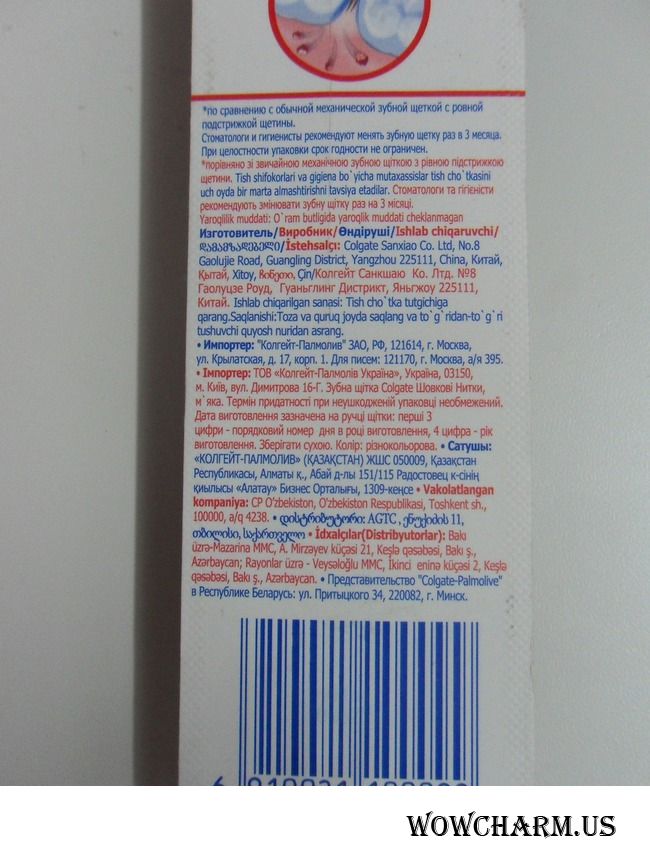 *по сравнению с обычной механической зубной щеткой с ровной
подстрижкой щетины.
Стоматологи и гигиенисты рекомендуют менять зубную щетку раз в 3 месяца.
При целостности упаковки срок годности не ограничен.
*порівняно зі звичайною механічною зубною щіткою з рівною підстрижкою
щетини. Tish shifokorlari va gigiena bo`yicha mutaxassislar tish cho`tkasini
uch oyda bir marta almashtirishni tavsiya etadilar. Стоматологи та гігієністи
рекомендують змінювати зубну щітку раз на 3 місяці.
Yaroqlilik muddati: O`ram butligida yaroqlik muddati cheklanmagan
Изготовитель/Виробник/Өндіруші/Ishlab chiqaruvchi/
დამამზადებელი/İstehsalçı: Colgate Sanxiao Co. Ltd, No.8
Gaolujie Road, Guangling District, Yangzhou 225111, China, Китай,
Қытай, Xitoy, ჩინეთი, Çin/Колгейт Санкшаю Ко. Лтд. №8
Гаолуцзе Роуд, Гуаньглинг Дистрикт, Яньгжоу 225111,
Китай. Ishlab chiqarilgan sanasi: Tish cho`tka tutgichiga
qarang.Saqlanishi:Toza va quruq joyda saqlang va to`g`ridan-to`g`ri
tushuvchi quyosh nuridan asrang.
• Импортер: "Колгейт-Палмолив" ЗАО, РФ, 121614, г. Москва,
ул. Крылатская, д. 17, корп. 1. Для писем: 121170, г. Москва, а/я 395.
• Імпортер: ТОВ «Колгейт-Палмолів Україна», Україна, 03150,
м. Київ, вул. Димитрова 16-Г. Зубна щітка Colgate Шовкові Нитки,
м`яка. Термін придатності при неушкодженій упаковці необмежений.
Дата виготовлення зазначена на ручці щітки: перші 3
цифри - порядковий номер дня в році виготовлення, 4 цифра - рік
виготовлення. Зберігати сухою. Колір: різнокольорова. • Сатушы:
«КОЛГЕЙТ-ПАЛМОЛИВ» (ҚАЗАҚСТАН) ЖШС 050009, Қазақстан
Республикасы, Алматы қ., Абай д-лы 151/115 Радостовец к-сінің
қиылысы «Алатау» Бизнес Орталығы, 1309-кеңсе • Vakolatlangan
kompaniya: CP O'zbekiston, O'zbekiston Respublikasi, Toshkent sh.,
100000, a/q 4238. • დისტრიბუტორი: AGTC , ენუქიძის 11,
თბილისი, საქართველო • İdxalçılar(Distribyutorlar): Bakı
üzrə-Mazarina MMC, A. Mirzəyev küçəsi 21, Keşlə qəsəbəsi, Bakı ş.,
Azərbaycan; Rayonlar üzrə - Veysəloğlu MMC, İkinci eninə küçəsi 2, Keşlə
qəsəbəsi, Bakı ş., Azərbaycan. • Представительство "Colgate-Palmolive"
в Республике Беларусь: ул. Притыцкого 34, 220082, г. Минск.
WOWCHARM.US